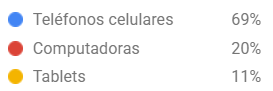 Teléfonos celulares 69%
Computadoras 20%
Tablets 11%